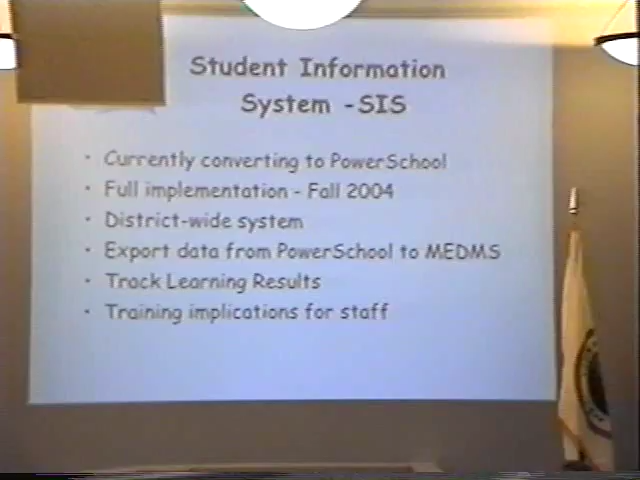 Student Information
System - SIS
• Currently converting to PowerSchool
• Full implementation - Fall 2004
• District-wide system
• Export data from PowerSchool to MEDMS
• Track Learning Results
• Training implications for staff